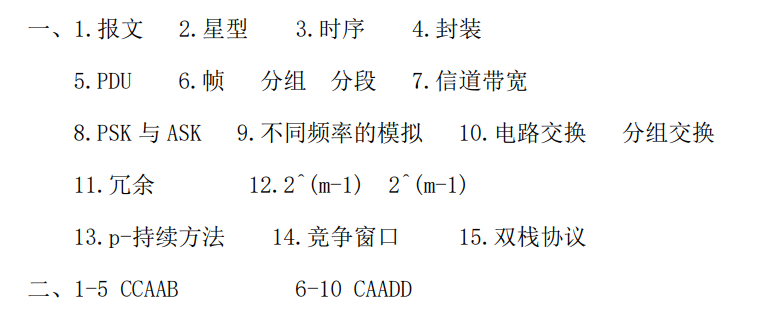 一、1.报文 2.星型 3.时序 4.封装
5.PDU 6.帧 分组 分段 7.信道带宽
8.PSK 与 ASK 9.不同频率的模拟 10.电路交换 分组交换
11.冗余 12.2^(m-1) 2^(m-1)
13.p-持续方法 14.竞争窗口 15.双栈协议
二、1-5 CCAAB 6-10 CAADD